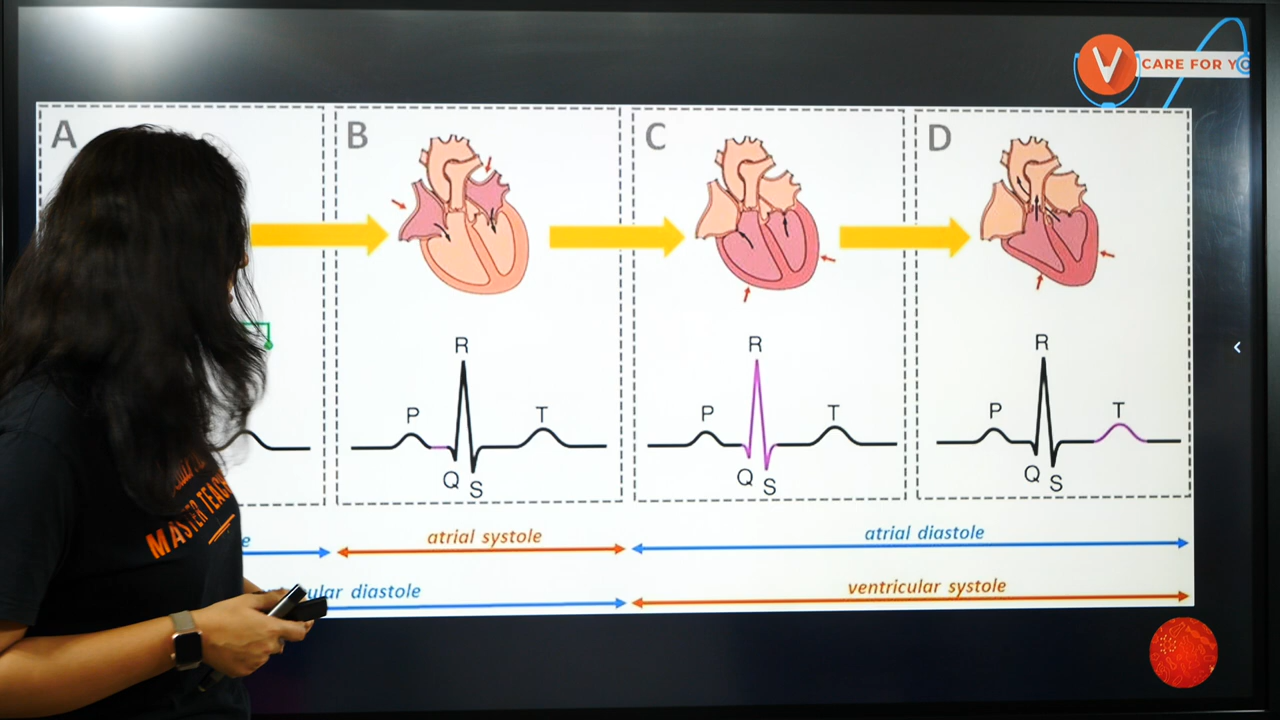 CARE FOR YO
A
B
C
D
R
P
T
Q
S
R
P
T
Q
S
R
P
T
Q
S
atrial systole
atrial diastole
ular diastole
ventricular systole
MASTER TEAC